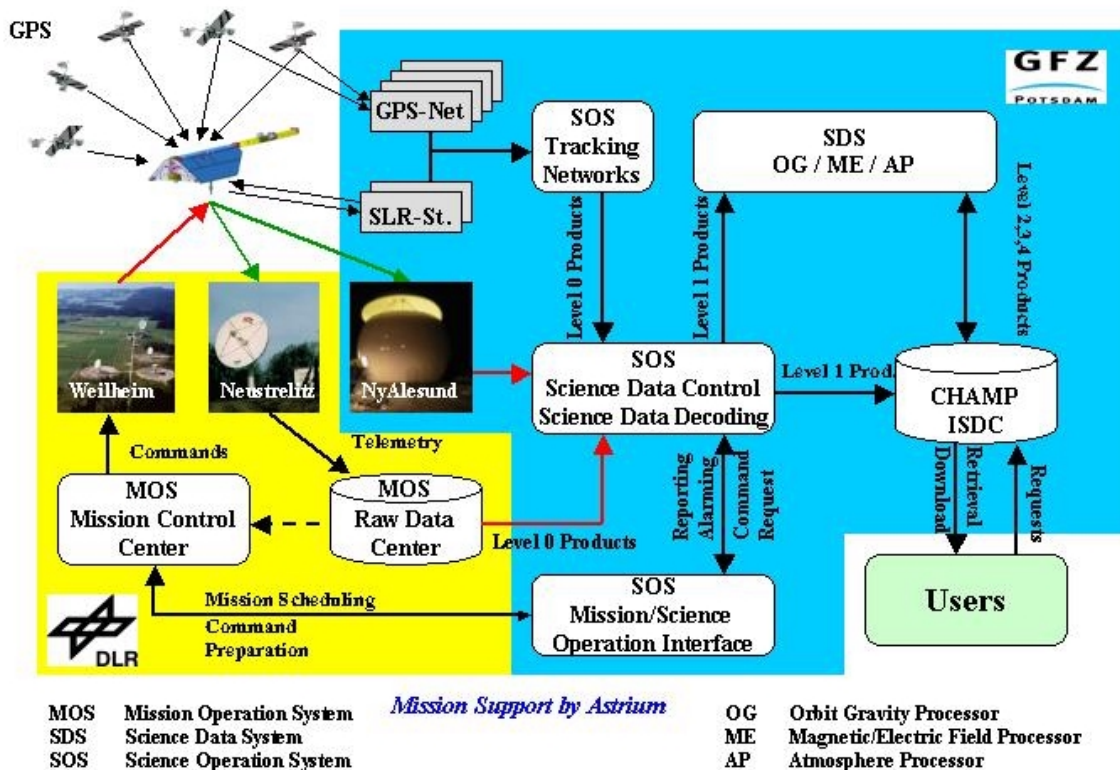 GPS
GFZ
POTSDAM
GPS-Net
SLR-St.
SOS
Tracking
Networks
SDS
OG / ME / AP
Level 0 Products
Level 1 Products
Level 2,3,4 Products
Weilheim
Neustrelitz
NyAlesund
SOS
Science Data Control
Science Data Decoding
Level 1 Prod.
CHAMP
ISDC
Commands
Telemetry
MOS
Mission Control
Center
MOS
Raw Data
Center
Level 0 Products
Reporting
Alarming
Command
Request
Download
Retrieval
Requests
Mission Scheduling
Command
Preparation
SOS
Mission/Science
Operation Interface
Users
DLR
Mission Support by Astrium
MOS Mission Operation System
SDS Science Data System
SOS Science Operation System
OG Orbit Gravity Processor
ME Magnetic/Electric Field Processor
AP Atmosphere Processor